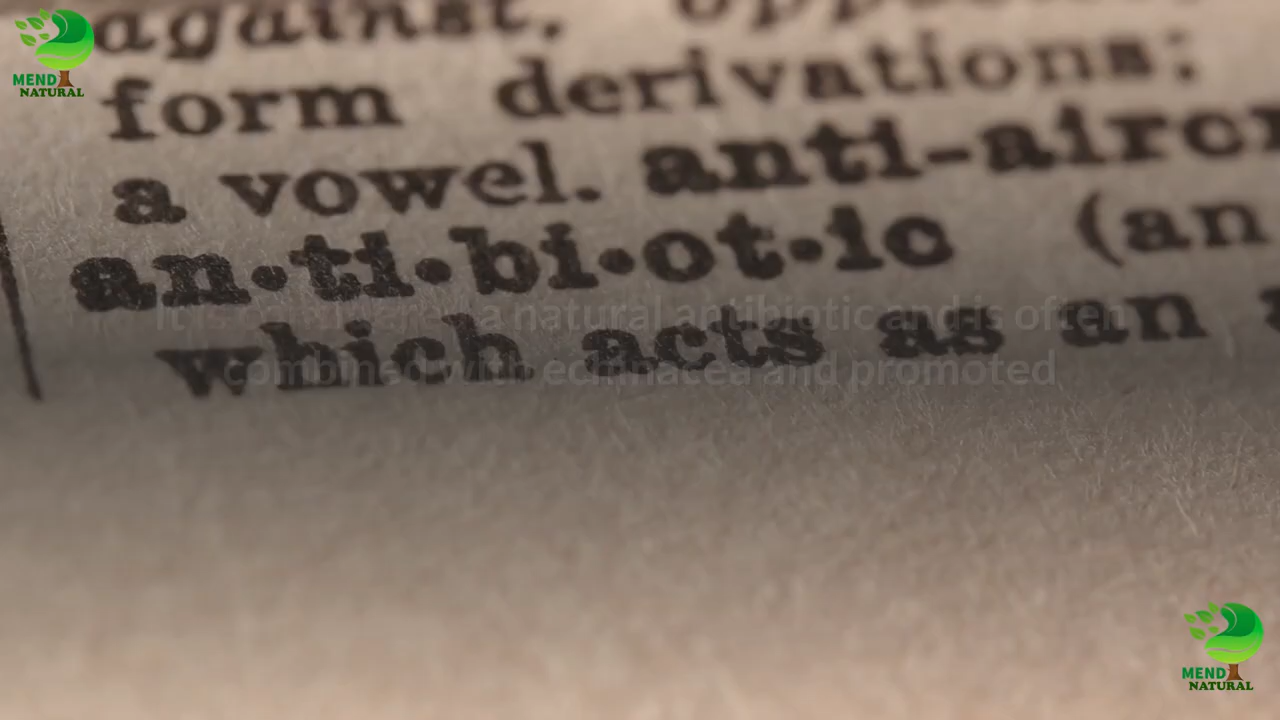 MEND
NATURAL
against,
form derivations;
a vowel. anti-aircr
an·ti·bi·ot·ic (an
which acts as an a
It is considered a natural antibiotic and is often
combined with echinacea and promoted
MEND
NATURAL